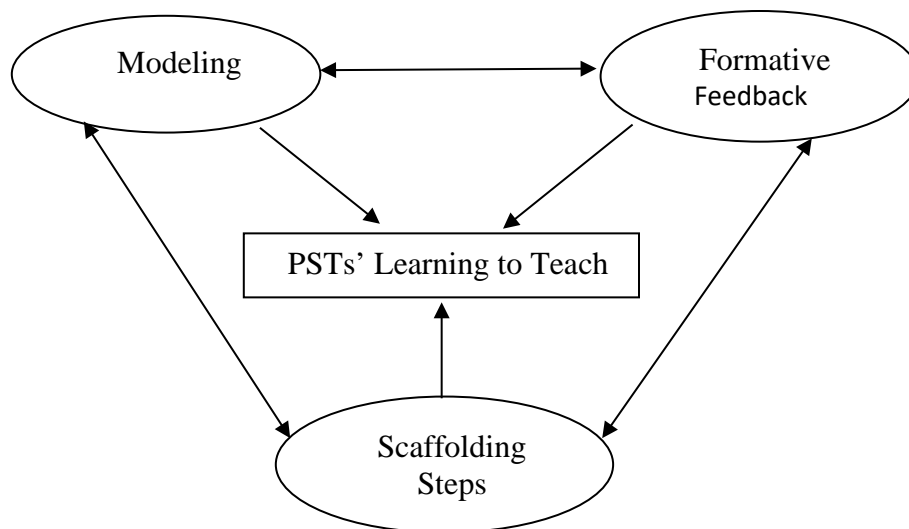 Modeling
Formative
Feedback
PSTs’ Learning to Teach
Scaffolding
Steps